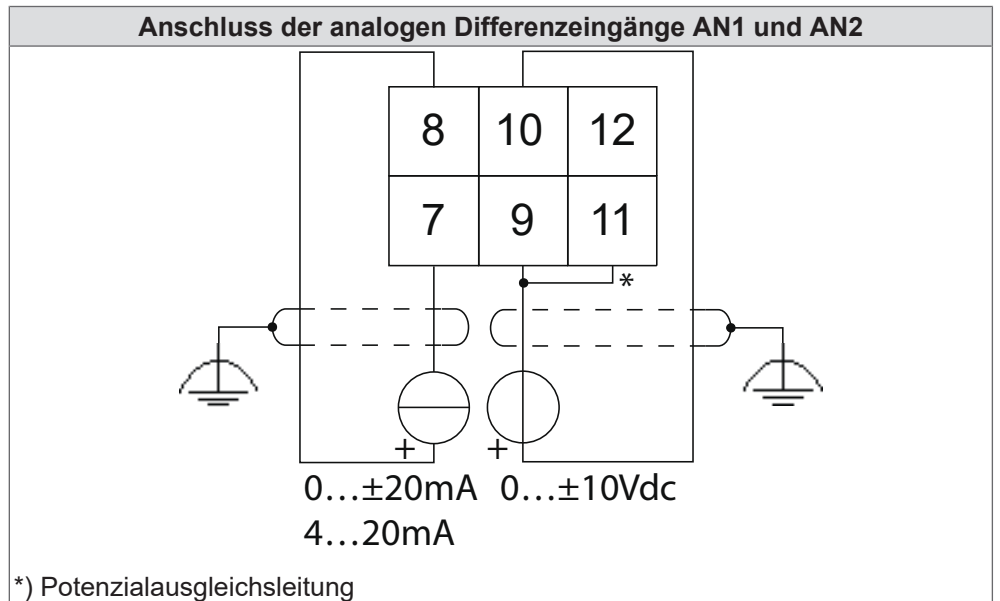 Anschluss der analogen Differenzeingänge AN1 und AN2
8 10 12
7 9 11
*
+ +
0…±20mA 0…±10Vdc
4…20mA
*) Potenzialausgleichsleitung